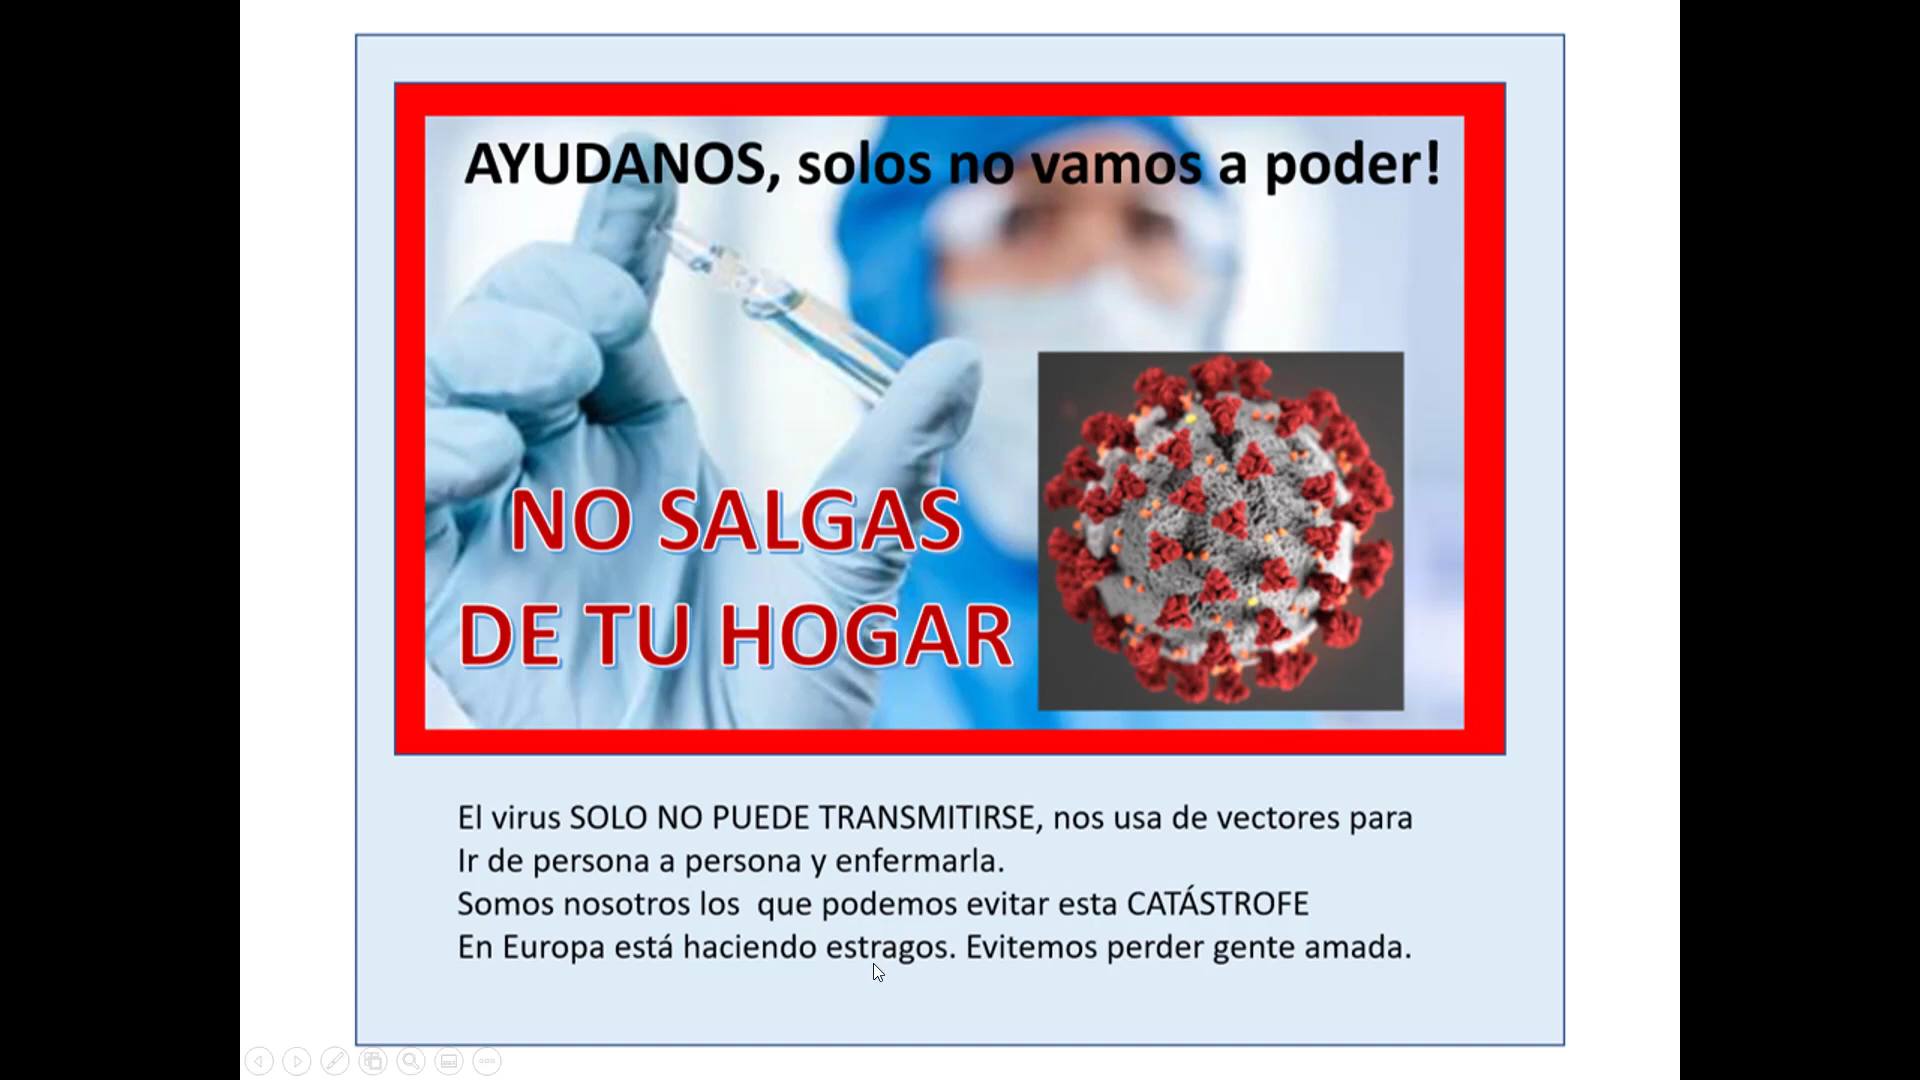 AYUDANOS, solos no vamos a poder!
NO SALGAS
DE TU HOGAR
El virus SOLO NO PUEDE TRANSMITIRSE, nos usa de vectores para
Ir de persona a persona y enfermarla.
Somos nosotros los  que podemos evitar esta CATÁSTROFE
En Europa está haciendo estragos. Evitemos perder gente amada.